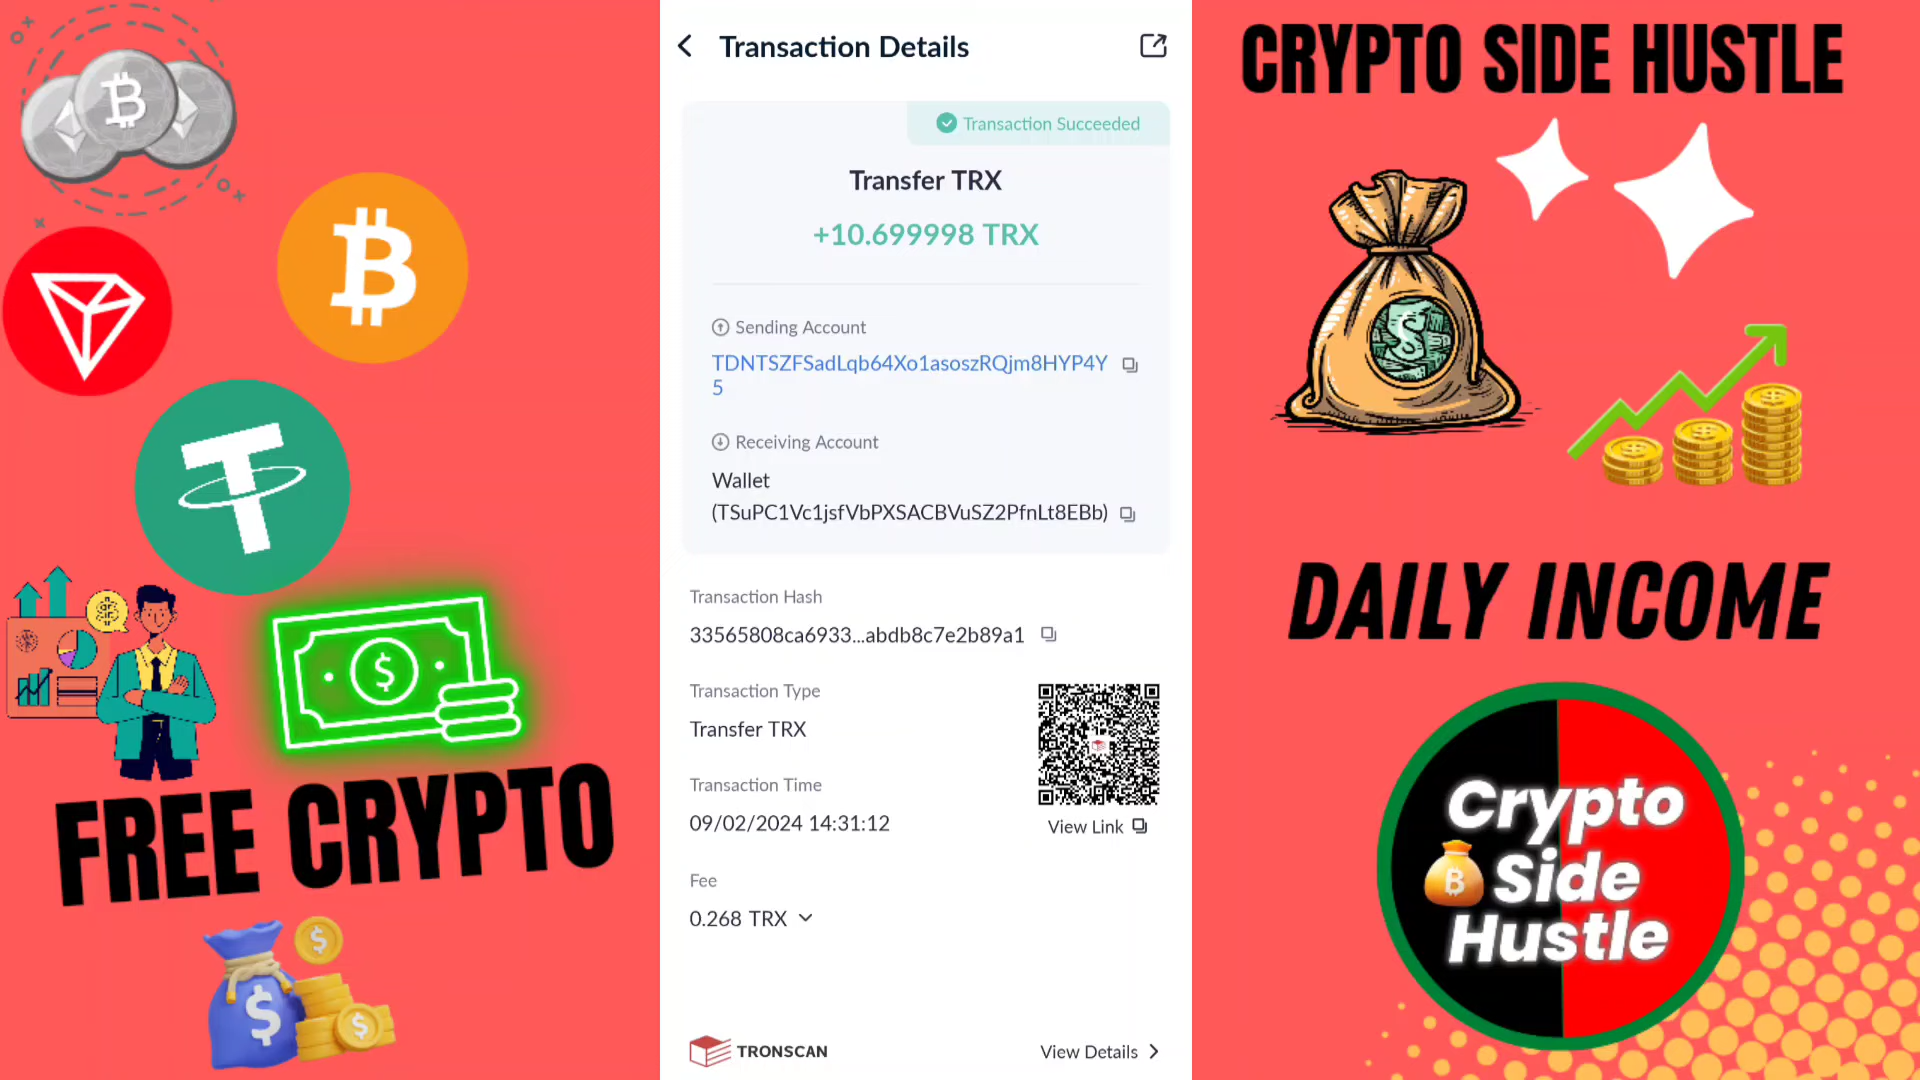 FREE CRYPTO
Transaction Details
Transaction Succeeded
Transfer TRX
+10.699998 TRX
Sending Account
TDNTSZFSadLqb64Xo1asoszRQjm8HYP4Y
5
Receiving Account
Wallet
(TSuPC1Vc1jsfVbPXSACBVuSZ2PfnLt8EBb)
Transaction Hash
33565808ca6933...abdb8c7e2b89a1
Transaction Type
Transfer TRX
Transaction Time
09/02/2024 14:31:12
View Link
Fee
0.268 TRX
TRONSCAN
View Details
CRYPTO SIDE HUSTLE
DAILY INCOME
Crypto
Side
Hustle